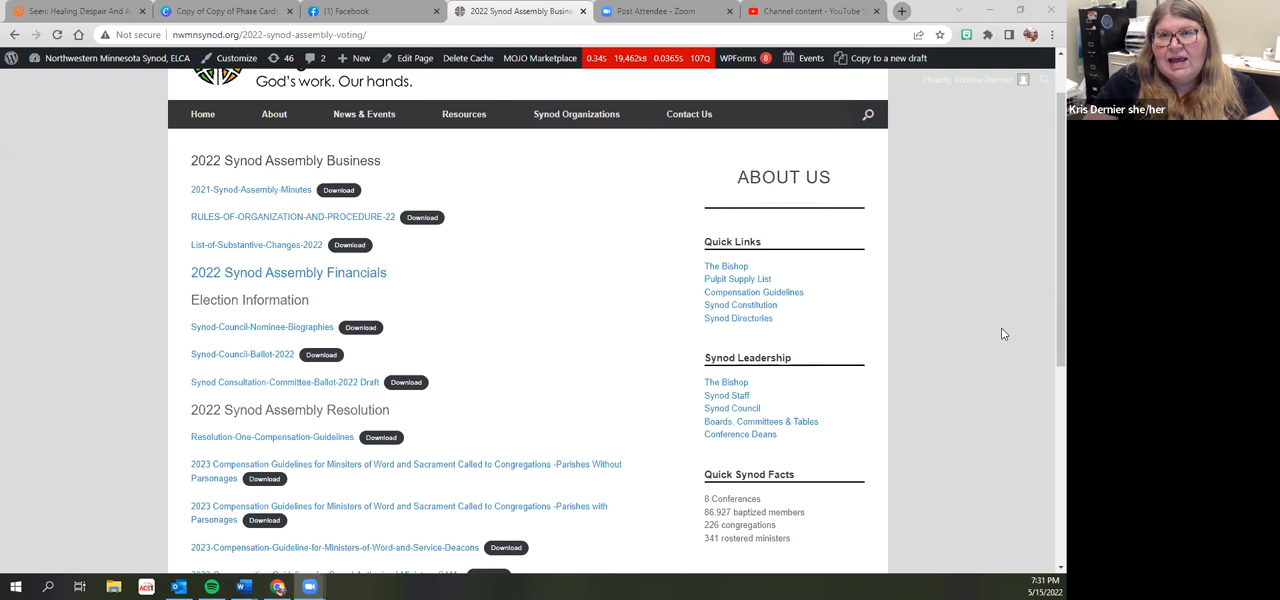 Seen: Healing Despair And A
Copy of Copy of Phase Cards
(1) Facebook
2022 Synod Assembly Busine
Post Attendee - Zoom
Channel content - YouTube S
Not secure | nwmnsynod.org/2022-synod-assembly-voting/
Northwestern Minnesota Synod, ELCA Customize 46 2 New Edit Page Delete Cache MOJO Marketplace 0.34S 19,462kB 0.0365S 107Q WPForms 8 Events Copy to a new draft
Howdy, Kristine Dernier
God's work. Our hands.
Home About News & Events Resources Synod Organizations Contact Us
2022 Synod Assembly Business
2021-Synod-Assembly-Minutes Download
RULES-OF-ORGANIZATION-AND-PROCEDURE-22 Download
List-of-Substantive-Changes-2022 Download
2022 Synod Assembly Financials
Election Information
Synod-Council-Nominee-Biographies Download
Synod-Council-Ballot-2022 Download
Synod Consultation-Committee-Ballot-2022 Draft Download
2022 Synod Assembly Resolution
Resolution-One-Compensation-Guidelines Download
2023 Compensation Guidelines for Minsiters of Word and Sacrament Called to Congregations -Parishes Without
Parsonages Download
2023 Compensation Guidelines for Ministers of Word and Sacrament Called to Congregations -Parishes with
Parsonages Download
2023-Compensation-Guideline-for-Ministers-of-Word-and-Service-Deacons Download
ABOUT US
Quick Links
The Bishop
Pulpit Supply List
Compensation Guidelines
Synod Constitution
Synod Directories
Synod Leadership
The Bishop
Synod Staff
Synod Council
Boards, Committees & Tables
Conference Deans
Quick Synod Facts
8 Conferences
86,927 baptized members
226 congregations
341 rostered ministers
Kris Dernier she/her
7:31 PM
5/15/2022